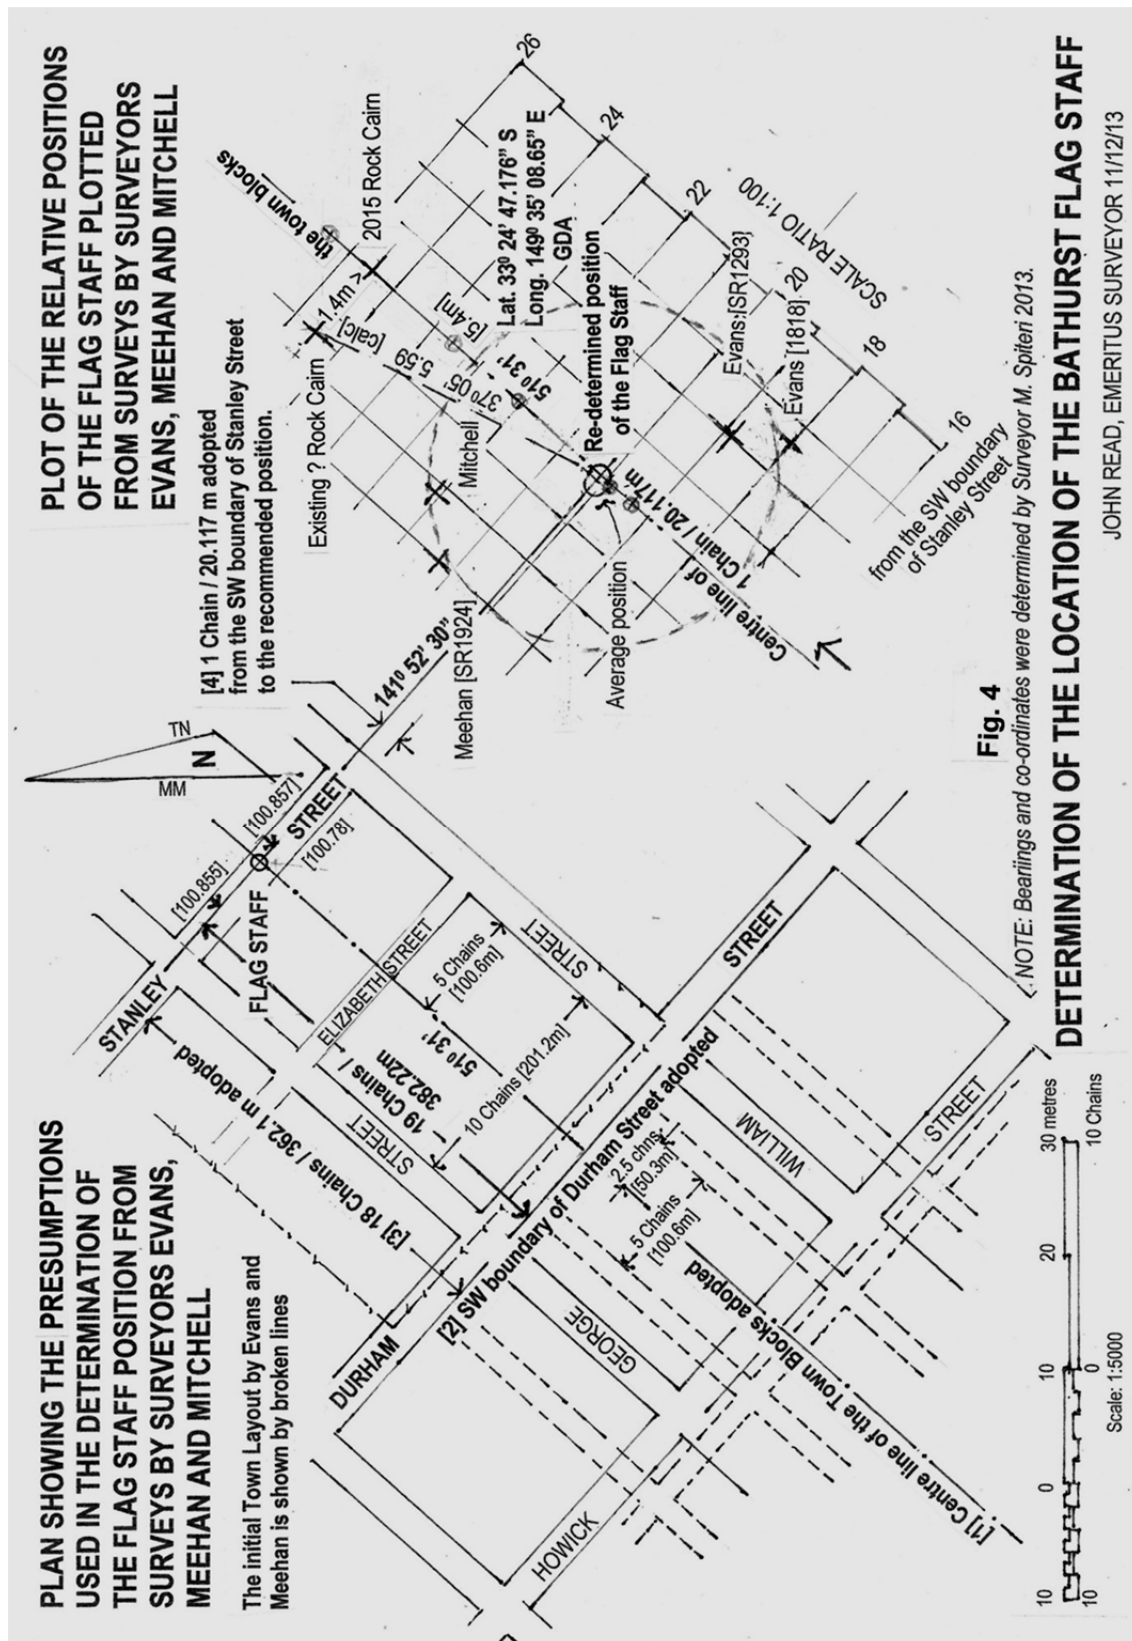 PLAN SHOWING THE PRESUMPTIONS
USED IN THE DETERMINATION OF
THE FLAG STAFF POSITION FROM
SURVEYS BY SURVEYORS EVANS,
MEEHAN AND MITCHELL
The initial Town Layout by Evans and
Meehan is shown by broken lines
STANLEY
STREET
[100.855]
[100.857]
[100.78]
FLAG STAFF
MM
TN
N
[3] 18 Chains / 362.1 m adopted
ELIZABETH STREET
5 Chains
[100.6m]
19 Chains /
382.22m
51⁰ 31'
STREET
10 Chains [201.2m]
STREET
DURHAM
STREET
[2] SW boundary of Durham Street adopted
GEORGE
2.5 chns
[50.3m]
5 Chains
[100.6m]
WILLIAM
[1] Centre line of the Town Blocks adopted
HOWICK
STREET
10
0
10
20
30 metres
10
0
10 Chains
Scale: 1:5000
PLOT OF THE RELATIVE POSITIONS
OF THE FLAG STAFF PLOTTED
FROM SURVEYS BY SURVEYORS
EVANS, MEEHAN AND MITCHELL
[4] 1 Chain / 20.117 m adopted
from the SW boundary of Stanley Street
to the recommended position.
141⁰ 52' 30"
the town blocks
Existing ? Rock Cairn
1.4m >
2015 Rock Cairn
[calc]
5.59
37⁰ 05'
[5.4m]
51⁰ 31'
Lat. 33⁰ 24' 47.176" S
Long. 149⁰ 35' 08.65" E
GDA
Mitchell
Meehan [SR1924]
Re-determined position
of the Flag Staff
Average position
Centre line of
1 Chain / 20.117m
Evans:[SR1293]
Evans [1818]
26
24
22
20
18
16
SCALE RATIO 1:100
from the SW boundary
of Stanley Street
Fig. 4
NOTE: Beariings and co-ordinates were determined by Surveyor M. Spiteri 2013.
DETERMINATION OF THE LOCATION OF THE BATHURST FLAG STAFF
JOHN READ, EMERITUS SURVEYOR 11/12/13